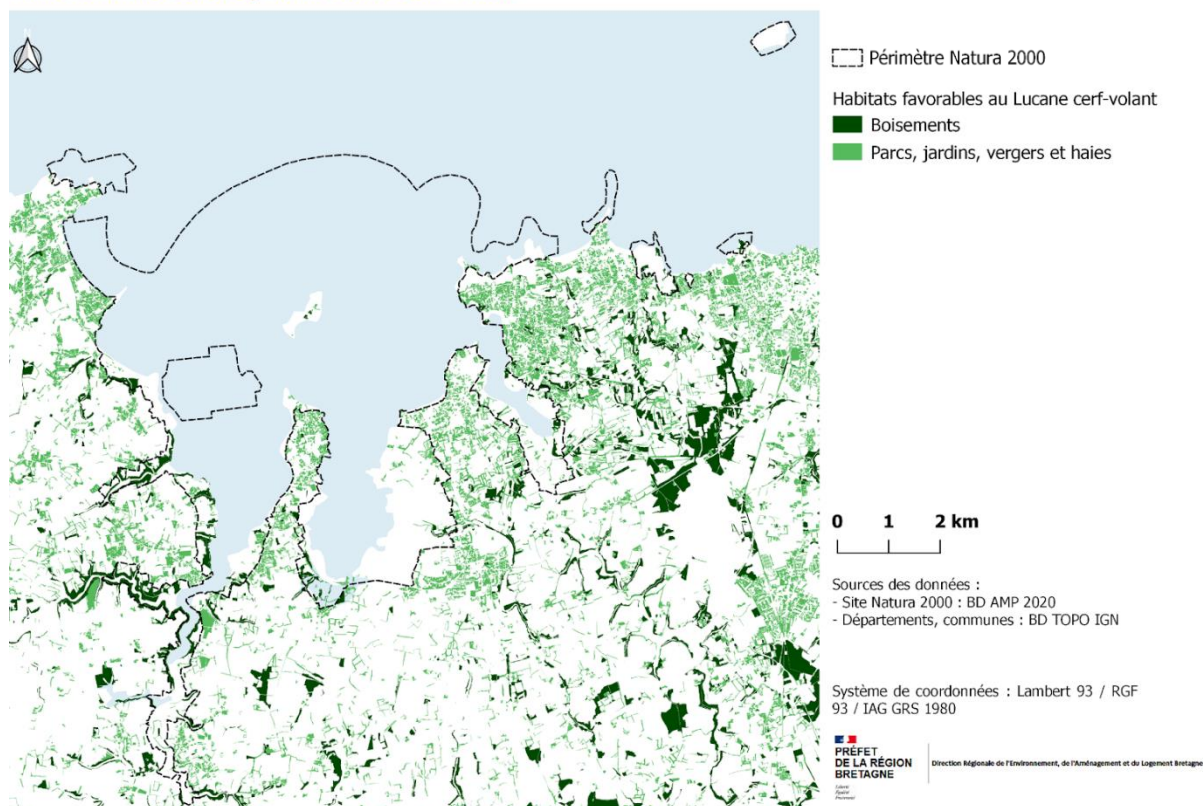 N
Périmètre Natura 2000
Habitats favorables au Lucane cerf-volant
Boisements
Parcs, jardins, vergers et haies
0 1 2 km
Sources des données :
- Site Natura 2000 : BD AMP 2020
- Départements, communes : BD TOPO IGN
Système de coordonnées : Lambert 93 / RGF
93 / IAG GRS 1980
PRÉFET
DE LA RÉGION
BRETAGNE
Liberté
Égalité
Fraternité
Direction Régionale de l'Environnement, de l'Aménagement et du Logement Bretagne